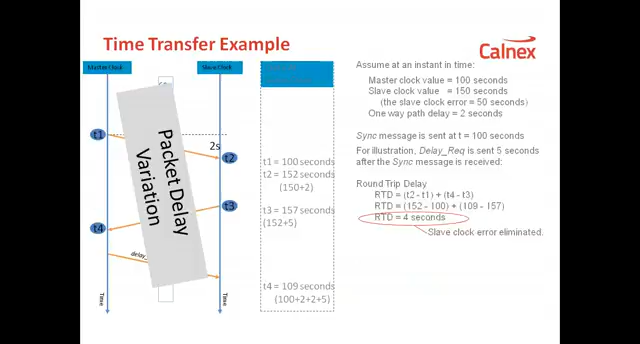 Time Transfer Example
Calnex
Master Clock
Slave Clock
t1
2s
t2
t3
t4
Packet Delay
Variation
delay_
Time
Time
t1 = 100 seconds
t2 = 152 seconds
(150+2)
t3 = 157 seconds
(152+5)
t4 = 109 seconds
(100+2+2+5)
Assume at an instant in time:
Master clock value = 100 seconds
Slave clock value = 150 seconds
(the slave clock error = 50 seconds)
One way path delay = 2 seconds
Sync message is sent at t = 100 seconds
For illustration, Delay_Req is sent 5 seconds
after the Sync message is received:
Round Trip Delay
RTD = (t2 - t1) + (t4 - t3)
RTD = (152 - 100) + (109 - 157)
RTD = 4 seconds
Slave clock error eliminated.